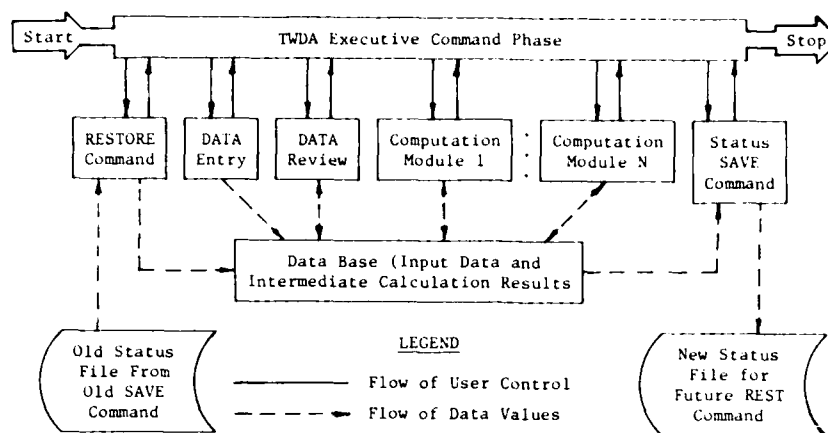 Start
TWDA Executive Command Phase
Stop
RESTORE
Command
DATA
Entry
DATA
Review
Computation
Module 1
Computation
Module N
Status
SAVE
Command
Data Base (Input Data and
Intermediate Calculation Results
Old Status
File From
Old SAVE
Command
LEGEND
Flow of User Control
Flow of Data Values
New Status
File for
Future REST
Command